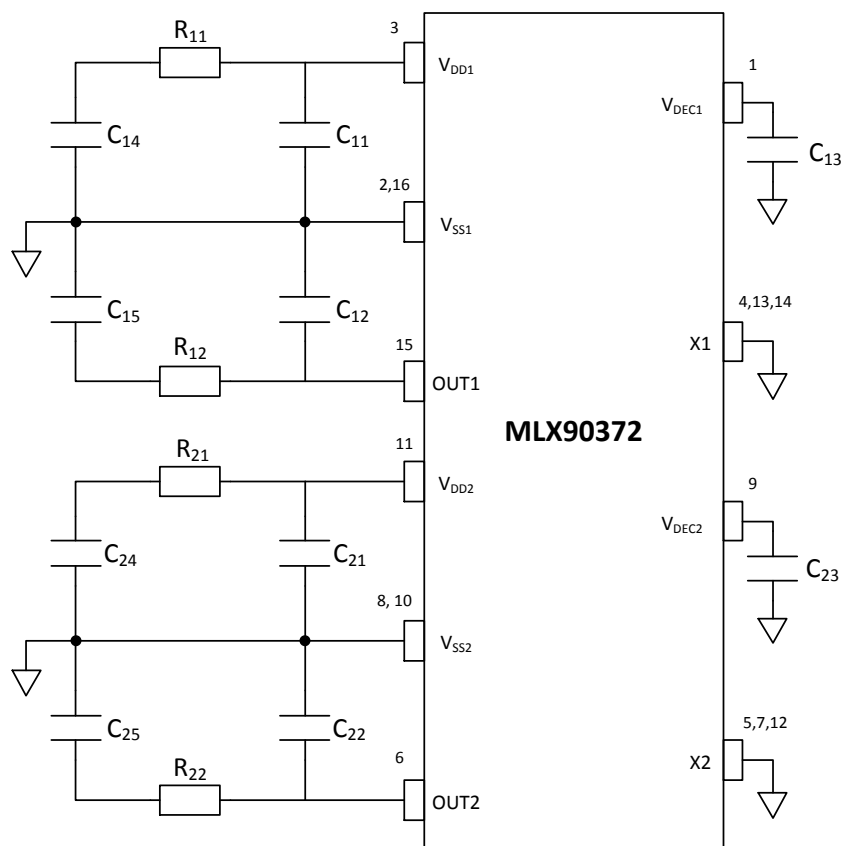 R11
3
VDD1
1
VDEC1
C14
C11
C13
2,16
VSS1
C15
C12
4,13,14
X1
R12
15
OUT1
MLX90372
R21
11
VDD2
9
VDEC2
C24
C21
C23
8, 10
VSS2
C25
C22
5,7,12
X2
R22
6
OUT2